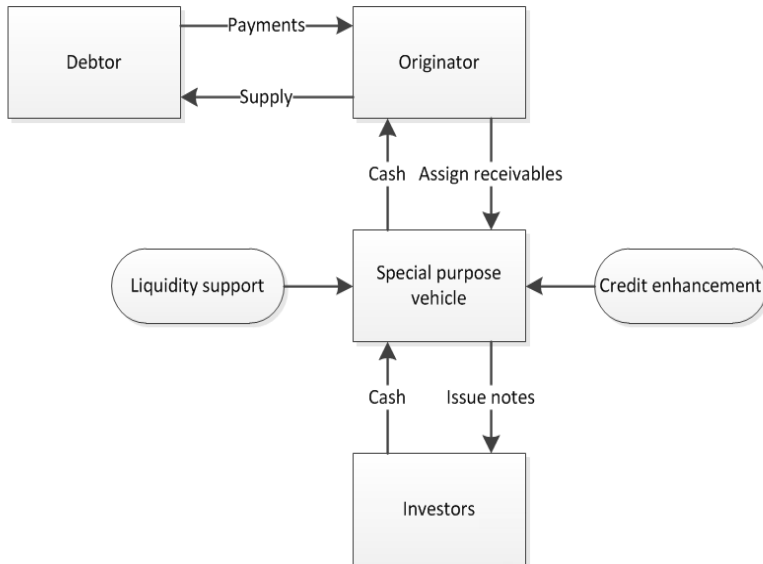 Payments
Debtor
Originator
Supply
Cash
Assign receivables
Liquidity support
Special purpose
vehicle
Credit enhancement
Cash
Issue notes
Investors